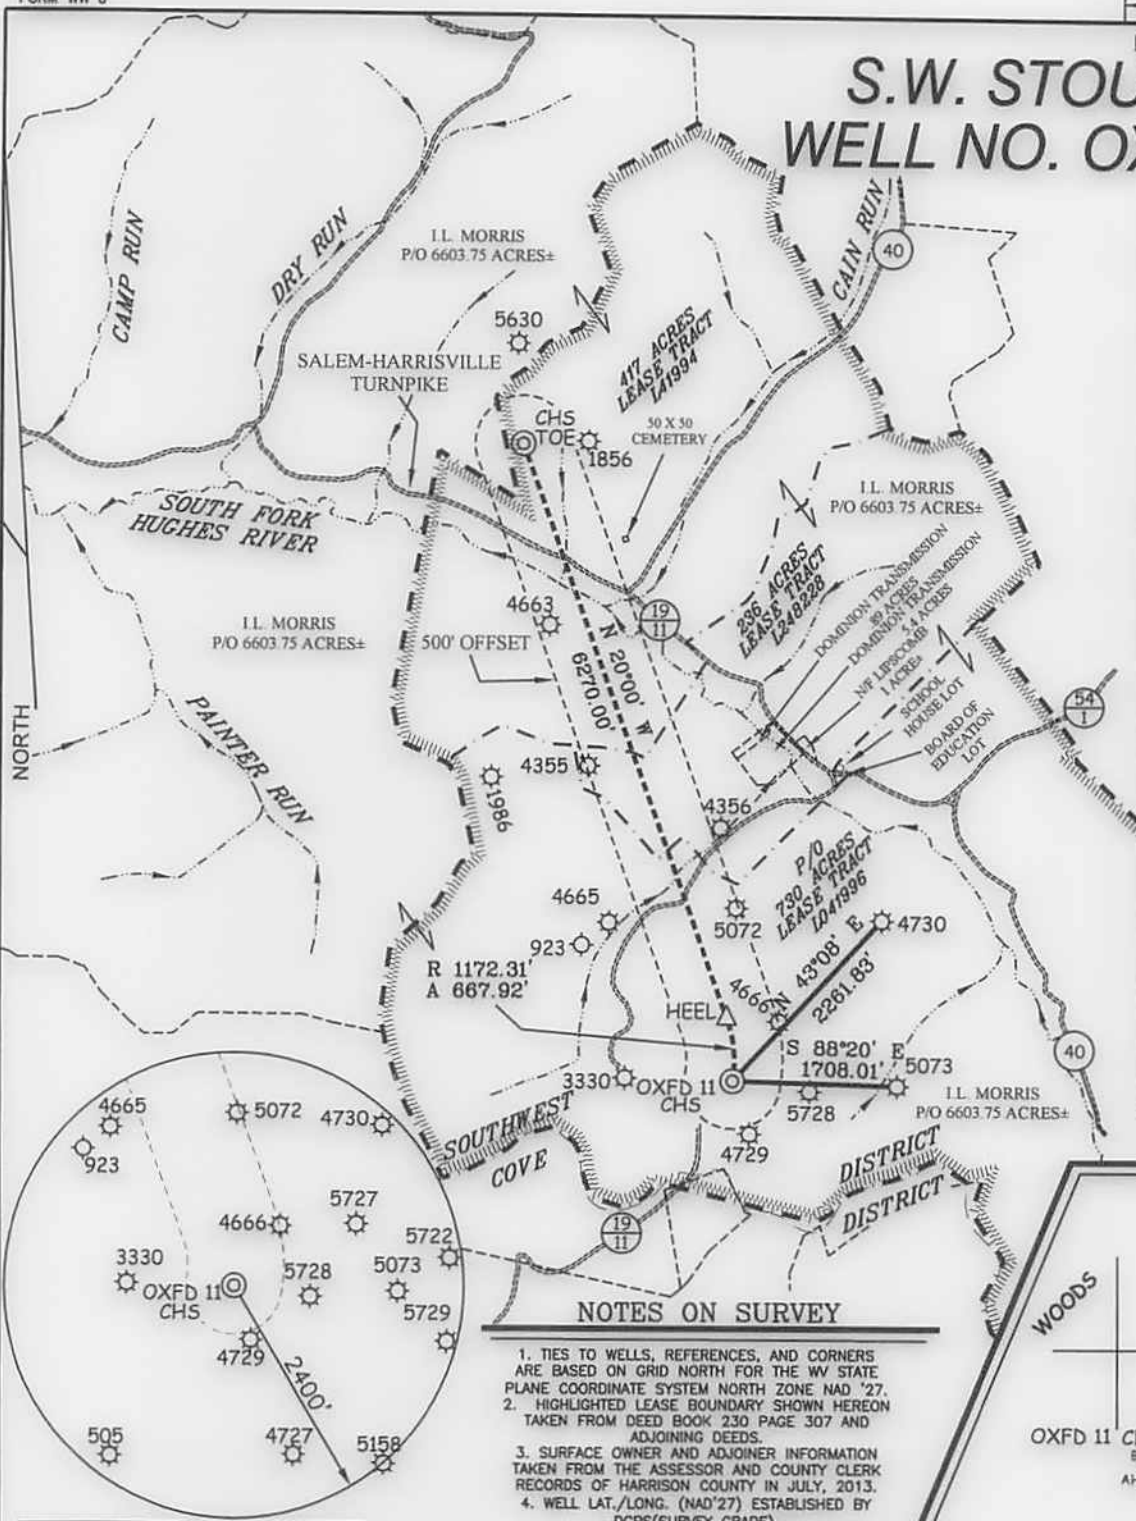 S.W. STOU
WELL NO. OX
CAMP RUN
DRY RUN
I.L. MORRIS
P/O 6603.75 ACRES±
CAIN RUN
40
5630
SALEM-HARRISVILLE
TURNPIKE
417 ACRES
LEASE TRACT
L41994
CHS
TOE
1856
50 X 50
CEMETERY
I.L. MORRIS
P/O 6603.75 ACRES±
SOUTH FORK
HUGHES RIVER
236 ACRES
LEASE TRACT
L248228
DOMINION TRANSMISSION
89 ACRES
DOMINION TRANSMISSION
5.4 ACRES
N/F LIPSCOMB
1 ACRE±
SCHOOL
HOUSE LOT
BOARD OF
EDUCATION
LOT
I.L. MORRIS
P/O 6603.75 ACRES±
4663
500' OFFSET
19
11
N 20°00' W
6270.00'
54
1
NORTH
PAINTER RUN
4355
1986
4356
P/O
730 ACRES
LEASE TRACT
L041996
4665
923
5072
4730
R 1172.31'
A 667.92'
N 43°08' E
2261.83'
4666
HEEL
S 88°20' E
1708.01'
5073
40
3330
OXFD 11
CHS
5728
I.L. MORRIS
P/O 6603.75 ACRES±
4729
SOUTHWEST
COVE
DISTRICT
DISTRICT
19
11
4665
5072
4730
923
5727
4666
5722
3330
OXFD 11
CHS
5728
5073
5729
4729
2400'
505
4727
5158
NOTES ON SURVEY
1. TIES TO WELLS, REFERENCES, AND CORNERS
ARE BASED ON GRID NORTH FOR THE WV STATE
PLANE COORDINATE SYSTEM NORTH ZONE NAD '27.
2. HIGHLIGHTED LEASE BOUNDARY SHOWN HEREON
TAKEN FROM DEED BOOK 230 PAGE 307 AND
ADJOINING DEEDS.
3. SURFACE OWNER AND ADJOINER INFORMATION
TAKEN FROM THE ASSESSOR AND COUNTY CLERK
RECORDS OF HARRISON COUNTY IN JULY, 2013.
4. WELL LAT./LONG. (NAD'27) ESTABLISHED BY
DGPS(SURVEY GRADE)
WOODS
OXFD 11